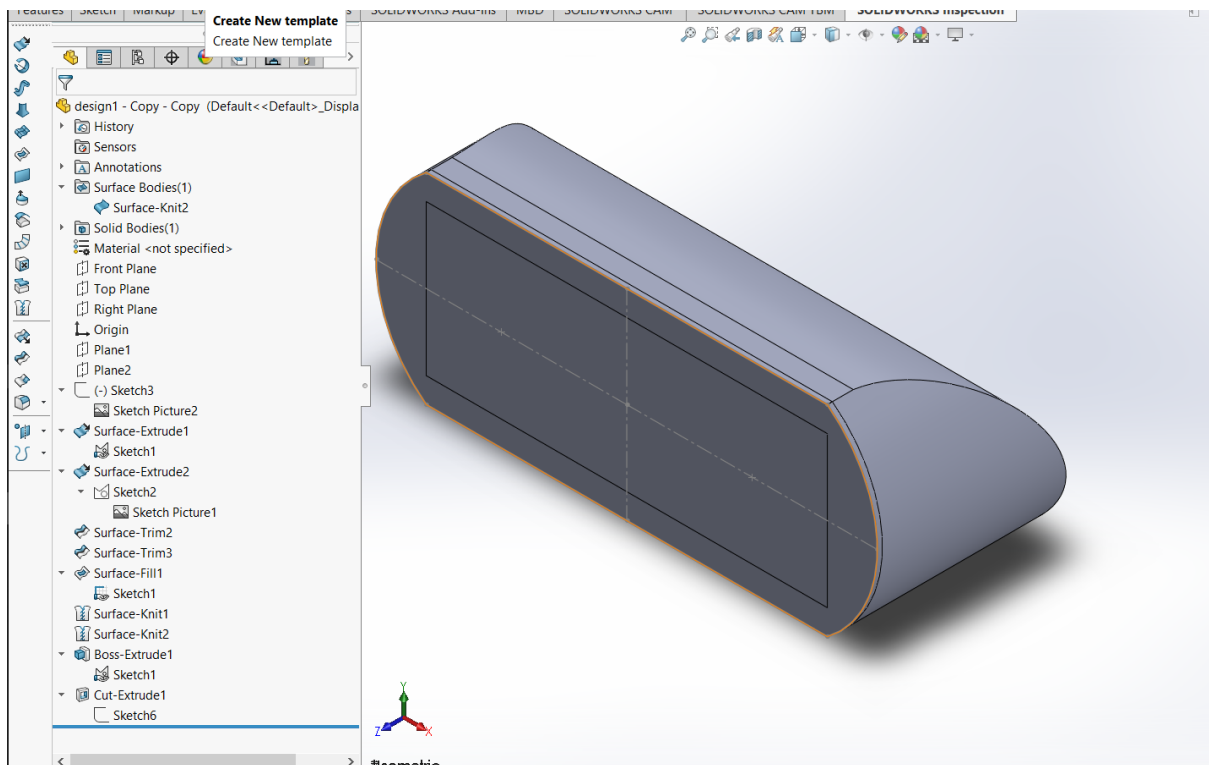 Features Sketch Markup
SOLIDWORKS Add-Ins MBD SOLIDWORKS CAM SOLIDWORKS CAM TBM SOLIDWORKS Inspection
Create New template
Create New template
design1 - Copy - Copy (Default<<Default>_Displa
History
Sensors
Annotations
Surface Bodies(1)
Surface-Knit2
Solid Bodies(1)
Material <not specified>
Front Plane
Top Plane
Right Plane
Origin
Plane1
Plane2
(-) Sketch3
Sketch Picture2
Surface-Extrude1
Sketch1
Surface-Extrude2
Sketch2
Sketch Picture1
Surface-Trim2
Surface-Trim3
Surface-Fill1
Sketch1
Surface-Knit1
Surface-Knit2
Boss-Extrude1
Sketch1
Cut-Extrude1
Sketch6
Y
Z X
*Isometric